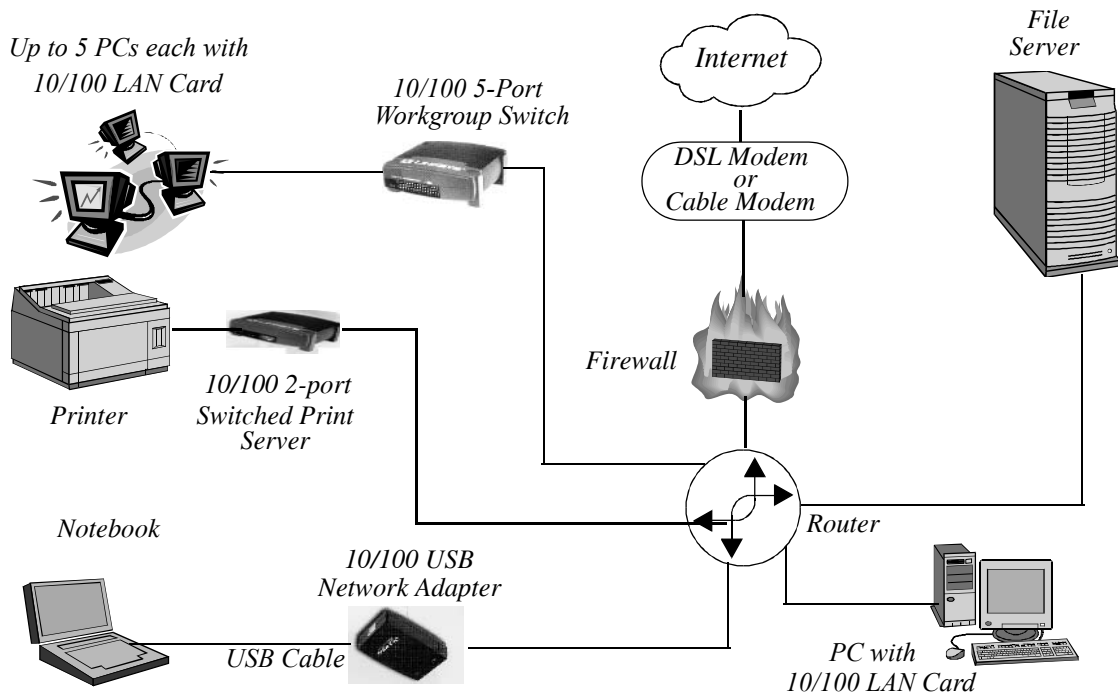 Up to 5 PCs each with
10/100 LAN Card
10/100 5-Port
Workgroup Switch
Internet
File
Server
DSL Modem
or
Cable Modem
Firewall
Printer
10/100 2-port
Switched Print
Server
Router
Notebook
10/100 USB
Network Adapter
USB Cable
PC with
10/100 LAN Card